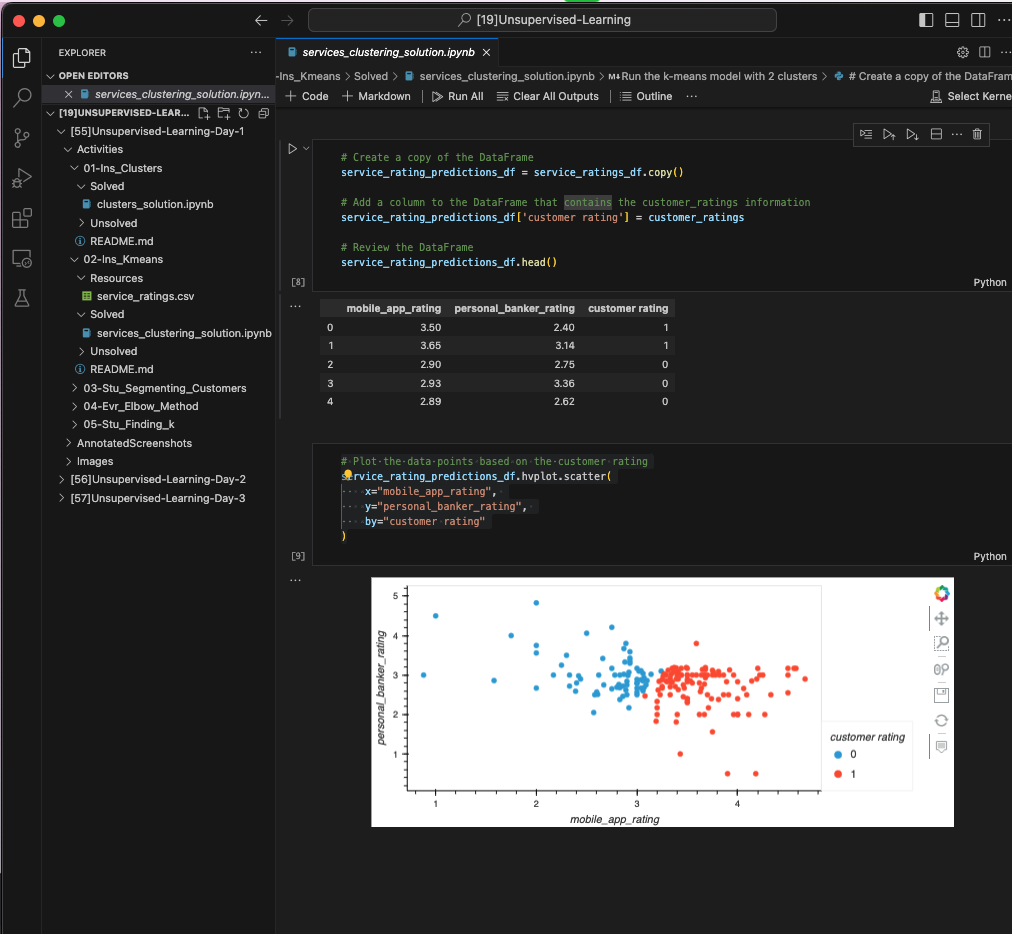 [19]Unsupervised-Learning
EXPLORER
OPEN EDITORS
services_clustering_solution.ipyn...
[19]UNSUPERVISED-LEAR...
[55]Unsupervised-Learning-Day-1
Activities
01-Ins_Clusters
Solved
clusters_solution.ipynb
Unsolved
README.md
02-Ins_Kmeans
Resources
service_ratings.csv
Solved
services_clustering_solution.ipynb
Unsolved
README.md
03-Stu_Segmenting_Customers
04-Evr_Elbow_Method
05-Stu_Finding_k
AnnotatedScreenshots
Images
[56]Unsupervised-Learning-Day-2
[57]Unsupervised-Learning-Day-3
services_clustering_solution.ipynb
-Ins_Kmeans > Solved > services_clustering_solution.ipynb > M↓Run the k-means model with 2 clusters > # Create a copy of the DataFram
+ Code + Markdown Run All Clear All Outputs Outline ... Select Kerne
# Create a copy of the DataFrame
service_rating_predictions_df = service_ratings_df.copy()
# Add a column to the DataFrame that contains the customer_ratings information
service_rating_predictions_df['customer rating'] = customer_ratings
# Review the DataFrame
service_rating_predictions_df.head()
[8]
Python
mobile_app_rating personal_banker_rating customer rating
0 3.50 2.40 1
1 3.65 3.14 1
2 2.90 2.75 0
3 2.93 3.36 0
4 2.89 2.62 0
# Plot the data points based on the customer rating
service_rating_predictions_df.hvplot.scatter(
x="mobile_app_rating",
y="personal_banker_rating",
by="customer rating"
)
[9]
Python
5
4
3
2
1
personal_banker_rating
1 2 3 4
mobile_app_rating
customer rating
0
1